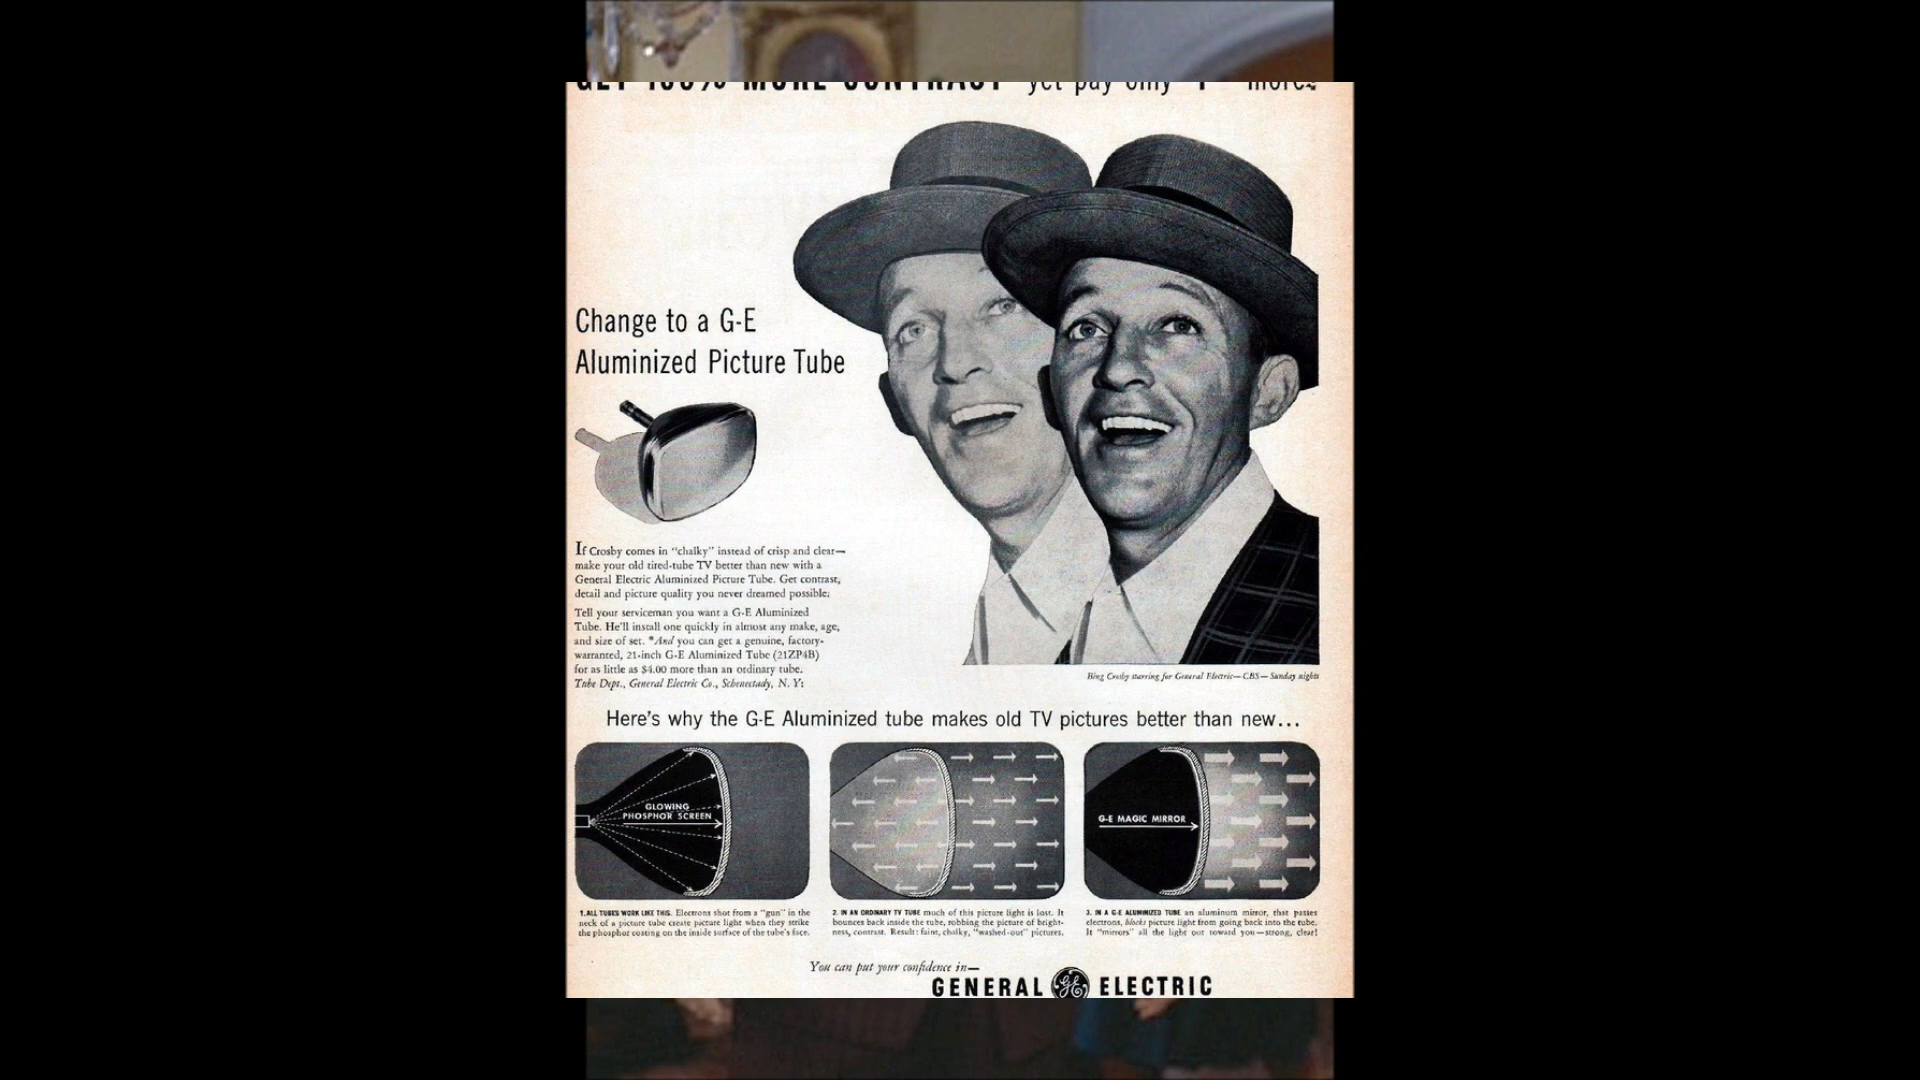 GET 100% MORE CONTRAST yet pay only more.*
Change to a G-E
Aluminized Picture Tube
If Crosby comes in “chalky” instead of crisp and clear—
make your old tired-tube TV better than new with a
General Electric Aluminized Picture Tube. Get contrast,
detail and picture quality you never dreamed possible.
Tell your serviceman you want a G-E Aluminized
Tube. He'll install one quickly in almost any make, age,
and size of set. *And you can get a genuine, factory-
warranted, 21-inch G-E Aluminized Tube (21ZP4B)
for as little as $4.00 more than an ordinary tube.
Tube Dept., General Electric Co., Schenectady, N. Y.
Bing Crosby starring for General Electric—CBS—Sunday nights
Here's why the G-E Aluminized tube makes old TV pictures better than new...
GLOWING
PHOSPHOR SCREEN
G-E MAGIC MIRROR
1. ALL TUBES WORK LIKE THIS. Electrons shot from a “gun” in the
neck of a picture tube create picture light when they strike
the phosphor coating on the inside surface of the tube's face.
2. IN AN ORDINARY TV TUBE much of this picture light is lost. It
bounces back inside the tube, robbing the picture of bright-
ness, contrast. Result: faint, chalky, “washed-out” pictures.
3. IN A G-E ALUMINIZED TUBE an aluminum mirror, that passes
electrons, blocks picture light from going back into the tube.
It “mirrors” all the light out toward you—strong, clear!
You can put your confidence in—
GENERAL GE ELECTRIC